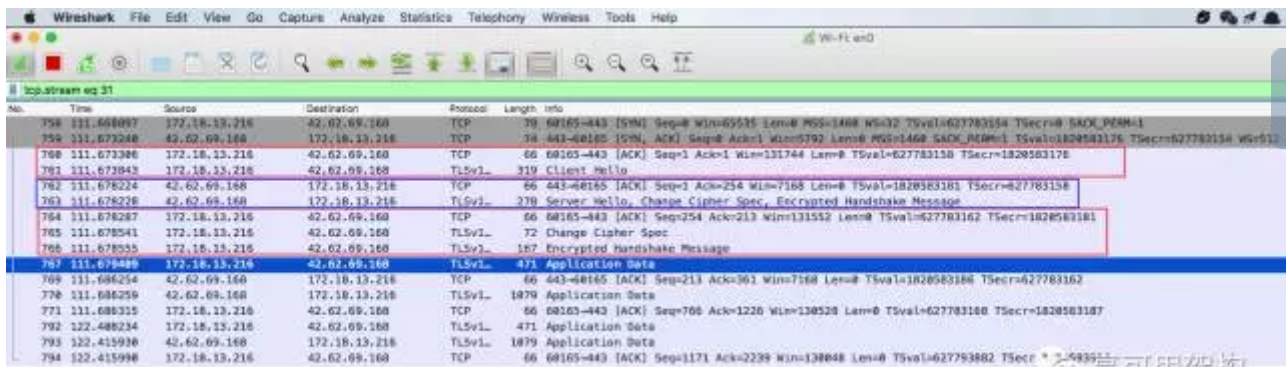 Wireshark File Edit View Go Capture Analyze Statistics Telephony Wireless Tools Help
Wi-Fi: en0
tcp.stream eq 31
No. Time Source Destination Protocol Length Info
758 111.668097 172.18.13.216 42.62.69.168 TCP 78 60165→443 [SYN] Seq=0 Win=65535 Len=0 MSS=1460 WS=32 TSval=627783154 TSecr=0 SACK_PERM=1
759 111.673240 42.62.69.168 172.18.13.216 TCP 74 443→60165 [SYN, ACK] Seq=0 Ack=1 Win=5792 Len=0 MSS=1460 SACK_PERM=1 TSval=1820583176 TSecr=627783154 WS=512
760 111.673306 172.18.13.216 42.62.69.168 TCP 66 60165→443 [ACK] Seq=1 Ack=1 Win=131744 Len=0 TSval=627783158 TSecr=1820583176
761 111.673843 172.18.13.216 42.62.69.168 TLSv1… 319 Client Hello
762 111.678224 42.62.69.168 172.18.13.216 TCP 66 443→60165 [ACK] Seq=1 Ack=254 Win=7168 Len=0 TSval=1820583181 TSecr=627783158
763 111.678228 42.62.69.168 172.18.13.216 TLSv1… 278 Server Hello, Change Cipher Spec, Encrypted Handshake Message
764 111.678287 172.18.13.216 42.62.69.168 TCP 66 60165→443 [ACK] Seq=254 Ack=213 Win=131552 Len=0 TSval=627783162 TSecr=1820583181
765 111.678541 172.18.13.216 42.62.69.168 TLSv1… 72 Change Cipher Spec
766 111.678555 172.18.13.216 42.62.69.168 TLSv1… 167 Encrypted Handshake Message
767 111.679409 172.18.13.216 42.62.69.168 TLSv1… 471 Application Data
769 111.686254 42.62.69.168 172.18.13.216 TCP 66 443→60165 [ACK] Seq=213 Ack=361 Win=7168 Len=0 TSval=1820583186 TSecr=627783162
770 111.686259 42.62.69.168 172.18.13.216 TLSv1… 1079 Application Data
771 111.686315 172.18.13.216 42.62.69.168 TCP 66 60165→443 [ACK] Seq=766 Ack=1226 Win=130528 Len=0 TSval=627783168 TSecr=1820583187
792 122.408234 172.18.13.216 42.62.69.168 TLSv1… 471 Application Data
793 122.415930 42.62.69.168 172.18.13.216 TLSv1… 1079 Application Data
794 122.415990 172.18.13.216 42.62.69.168 TCP 66 60165→443 [ACK] Seq=1171 Ack=2239 Win=130048 Len=0 TSval=627793882 TSecr
高可用架构